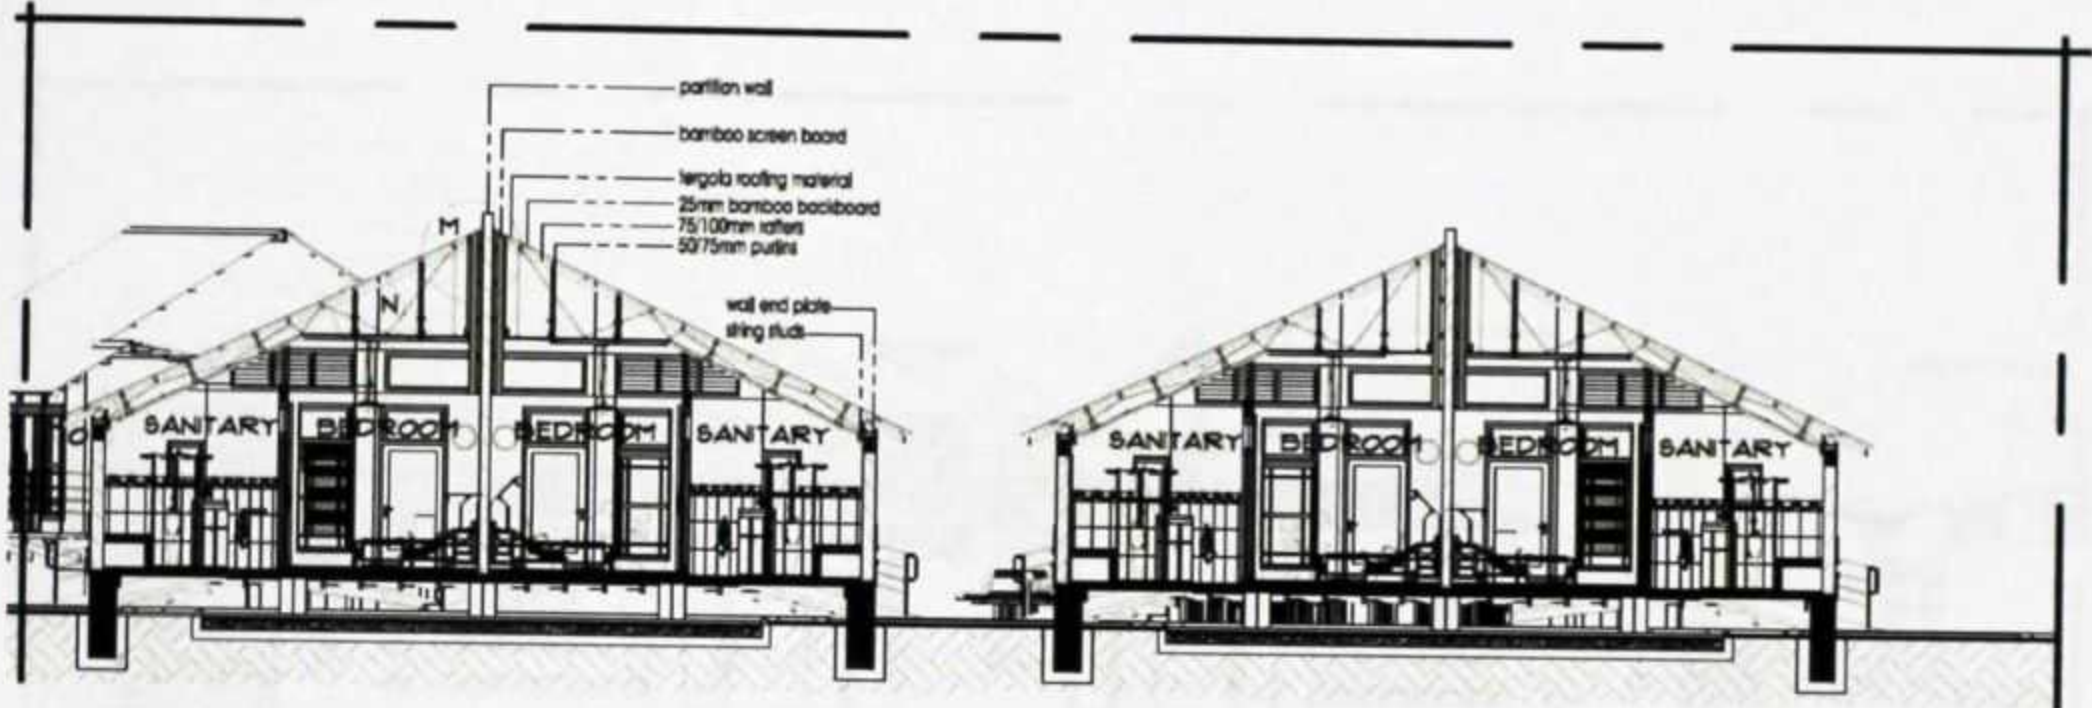 partition wall
bamboo screen board
tergola roofing material
25mm bamboo backboard
75/100mm rafters
50/75mm purlins
M
N
wall end plate
string studs
O
SANITARY BEDROOM BEDROOM SANITARY
SANITARY BEDROOM BEDROOM SANITARY